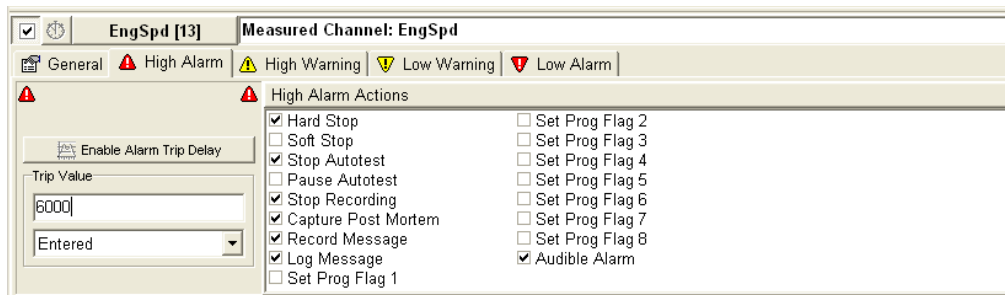 EngSpd [13] Measured Channel: EngSpd
General High Alarm High Warning Low Warning Low Alarm
High Alarm Actions
Enable Alarm Trip Delay
Trip Value
6000
Entered
Hard Stop
Soft Stop
Stop Autotest
Pause Autotest
Stop Recording
Capture Post Mortem
Record Message
Log Message
Set Prog Flag 1
Set Prog Flag 2
Set Prog Flag 3
Set Prog Flag 4
Set Prog Flag 5
Set Prog Flag 6
Set Prog Flag 7
Set Prog Flag 8
Audible Alarm